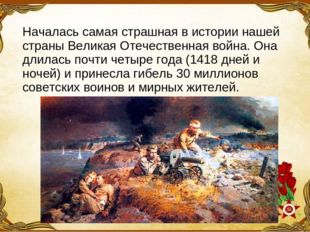 Началась самая страшная в истории нашей
страны Великая Отечественная война. Она
длилась почти четыре года (1418 дней и
ночей) и принесла гибель 30 миллионов
советских воинов и мирных жителей.